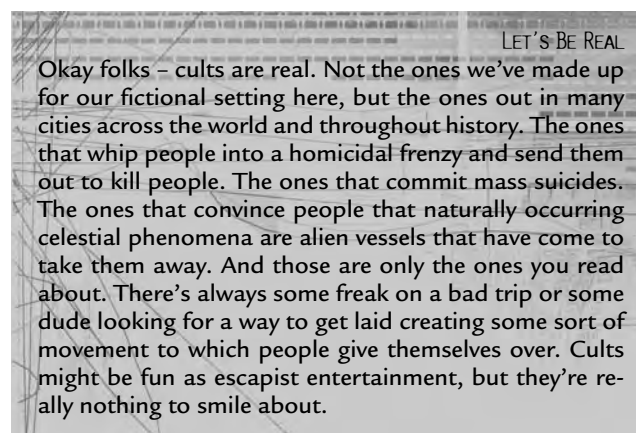 Let's Be Real
Okay folks – cults are real. Not the ones we've made up
for our fictional setting here, but the ones out in many
cities across the world and throughout history. The ones
that whip people into a homicidal frenzy and send them
out to kill people. The ones that commit mass suicides.
The ones that convince people that naturally occurring
celestial phenomena are alien vessels that have come to
take them away. And those are only the ones you read
about. There's always some freak on a bad trip or some
dude looking for a way to get laid creating some sort of
movement to which people give themselves over. Cults
might be fun as escapist entertainment, but they're re-
ally nothing to smile about.